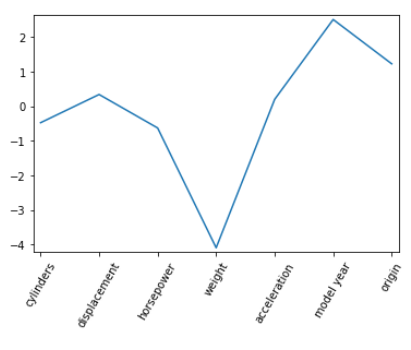 2
1
0
−1
−2
−3
−4
cylinders
displacement
horsepower
weight
acceleration
model year
origin